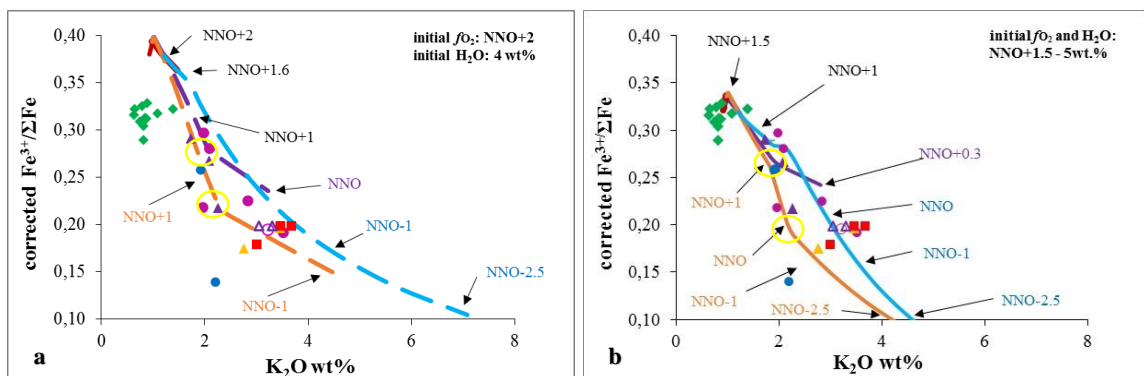 0,40
0,35
0,30
0,25
0,20
0,15
0,10
corrected Fe³⁺/ΣFe
NNO+2
initial fO₂: NNO+2
initial H₂O: 4 wt%
NNO+1.6
NNO+1
NNO
NNO+1
NNO-1
NNO-1
NNO-2.5
0
2
4
6
8
a
K₂O wt%
0,40
0,35
0,30
0,25
0,20
0,15
0,10
corrected Fe³⁺/ΣFe
NNO+1.5
initial fO₂ and H₂O:
NNO+1.5 - 5wt.%
NNO+1
NNO+0.3
NNO+1
NNO
NNO
NNO-1
NNO-1
NNO-2.5
NNO-2.5
0
2
4
6
8
b
K₂O wt%